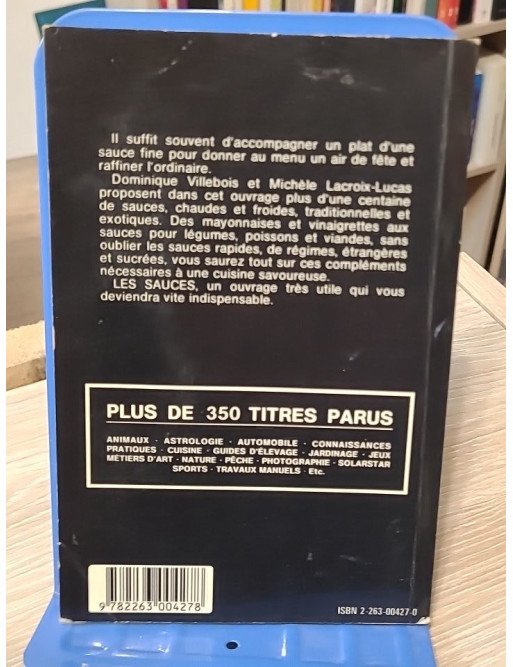 Il suffit souvent d'accompagner un plat d'une
sauce fine pour donner au menu un air de fête et
raffiner l'ordinaire.
Dominique Villebois et Michèle Lacroix-Lucas
proposent dans cet ouvrage plus d'une centaine
de sauces, chaudes et froides, traditionnelles et
exotiques. Des mayonnaises et vinaigrettes aux
sauces pour légumes, poissons et viandes, sans
oublier les sauces rapides, de régimes, étrangères
et sucrées, vous saurez tout sur ces compléments
nécessaires à une cuisine savoureuse.
LES SAUCES, un ouvrage très utile qui vous
deviendra vite indispensable.
PLUS DE 350 TITRES PARUS
ANIMAUX · ASTROLOGIE · AUTOMOBILE · CONNAISSANCES
PRATIQUES · CUISINE · GUIDES D'ÉLEVAGE · JARDINAGE · JEUX
MÉTIERS D'ART · NATURE · PÊCHE · PHOTOGRAPHIE · SOLARSTAR
SPORTS · TRAVAUX MANUELS · Etc.
9 782263 004278
ISBN 2-263-00427-0